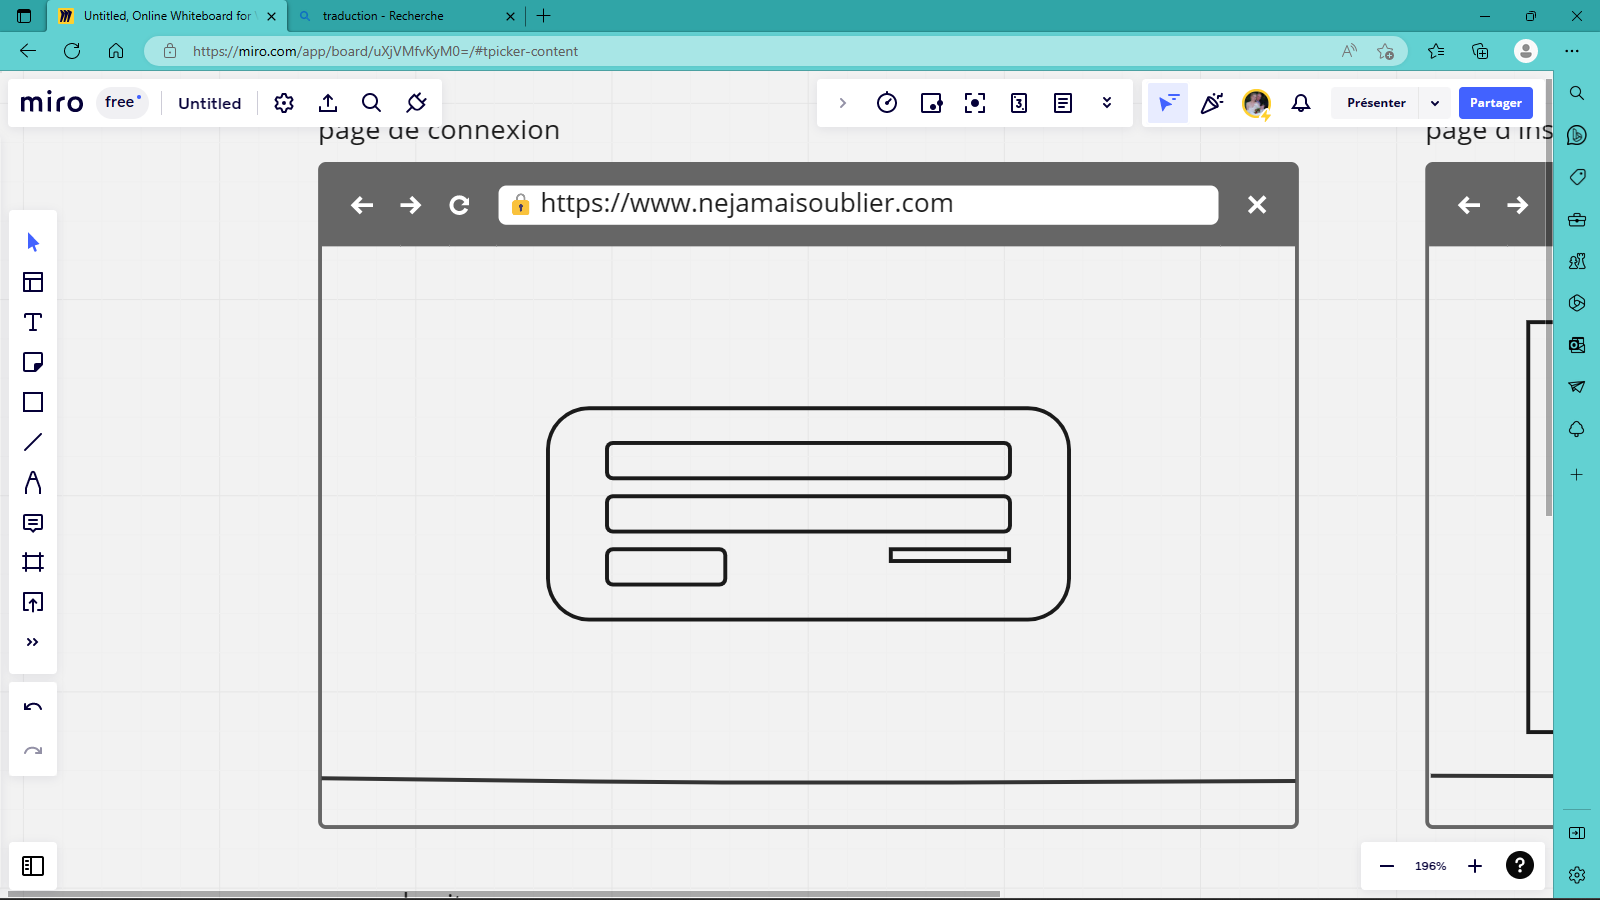 Untitled, Online Whiteboard for
traduction - Recherche
https://miro.com/app/board/uXjVMfvKyM0=/#tpicker-content
miro
free
Untitled
Présenter
Partager
page de connexion
page d'ins
https://www.nejamaisoublier.com
196%